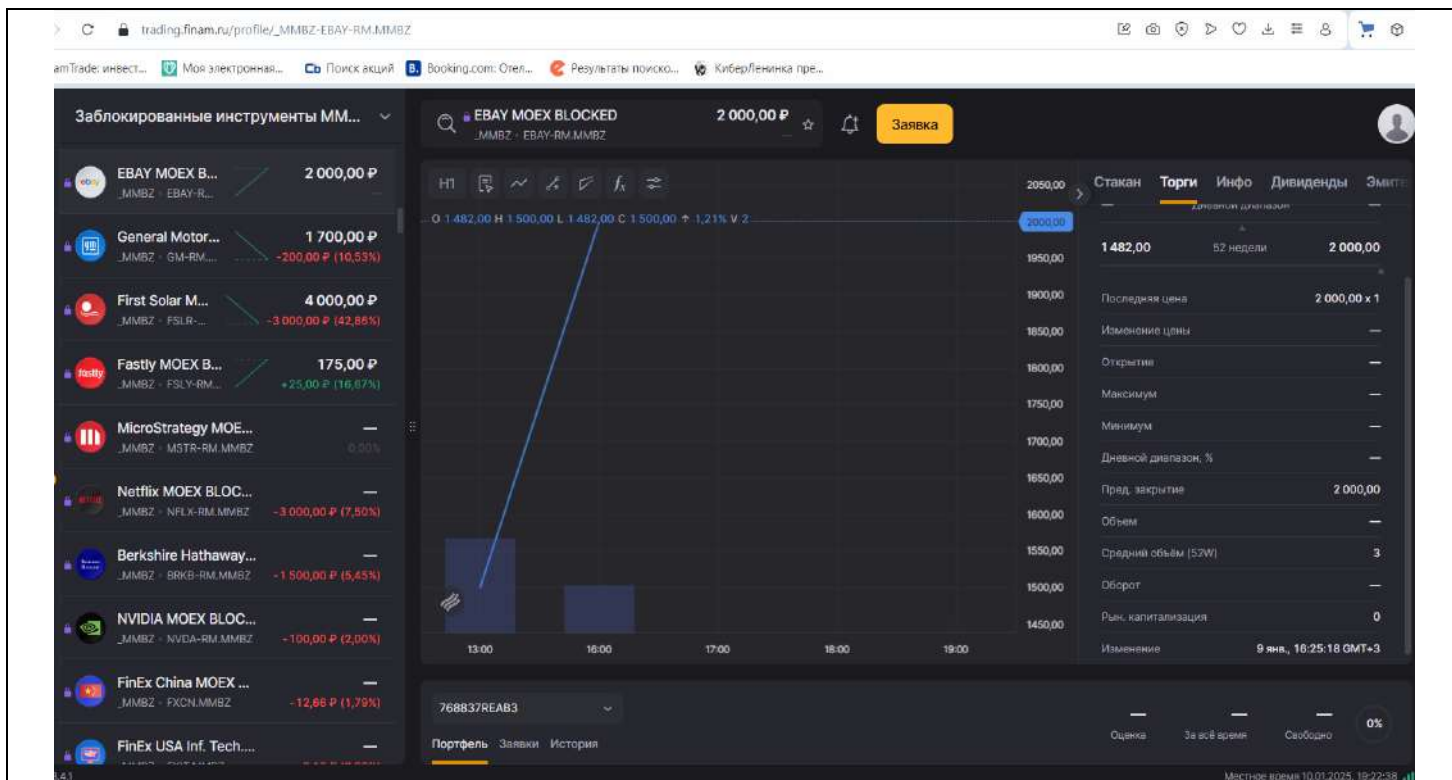 trading.finam.ru/profile/_MMBZ-EBAY-RM.MMBZ
amTrade: инвест... Моя электронная... Поиск акций Booking.com: Отел... Результаты поиско... КиберЛенинка пре...
Заблокированные инструменты ММ...
EBAY MOEX BLOCKED 2 000,00 ₽
_MMBZ · EBAY-RM.MMBZ —
Заявка
EBAY MOEX B... 2 000,00 ₽
_MMBZ · EBAY-R... —
General Motor... 1 700,00 ₽
_MMBZ · GM-RM.... -200,00 ₽ (10,53%)
First Solar M... 4 000,00 ₽
_MMBZ · FSLR-... -3 000,00 ₽ (42,86%)
Fastly MOEX B... 175,00 ₽
_MMBZ · FSLY-RM... +25,00 ₽ (16,67%)
MicroStrategy MOE... —
_MMBZ · MSTR-RM.MMBZ 0,00%
Netflix MOEX BLOC... —
_MMBZ · NFLX-RM.MMBZ -3 000,00 ₽ (7,50%)
Berkshire Hathaway... —
_MMBZ · BRKB-RM.MMBZ -1 500,00 ₽ (5,45%)
NVIDIA MOEX BLOC... —
_MMBZ · NVDA-RM.MMBZ -100,00 ₽ (2,00%)
FinEx China MOEX ... —
_MMBZ · FXCN.MMBZ -12,66 ₽ (1,79%)
FinEx USA Inf. Tech.... —
H1
O 1 482,00 H 1 500,00 L 1 482,00 C 1 500,00 ↑ 1,21% V 2
2050,00
2000,00
1950,00
1900,00
1850,00
1800,00
1750,00
1700,00
1650,00
1600,00
1550,00
1500,00
1450,00
13:00 16:00 17:00 18:00 19:00
Стакан Торги Инфо Дивиденды Эмите
— Дневной диапазон —
1 482,00 52 недели 2 000,00
Последняя цена 2 000,00 x 1
Изменение цены —
Открытие —
Максимум —
Минимум —
Дневной диапазон, % —
Пред. закрытие 2 000,00
Объем —
Средний объём (52W) 3
Оборот —
Рын. капитализация 0
Изменение 9 янв., 16:25:18 GMT+3
768837REAB3
Портфель Заявки История
— — — 0%
Оценка За всё время Свободно
Местное время 10.01.2025, 19:22:38